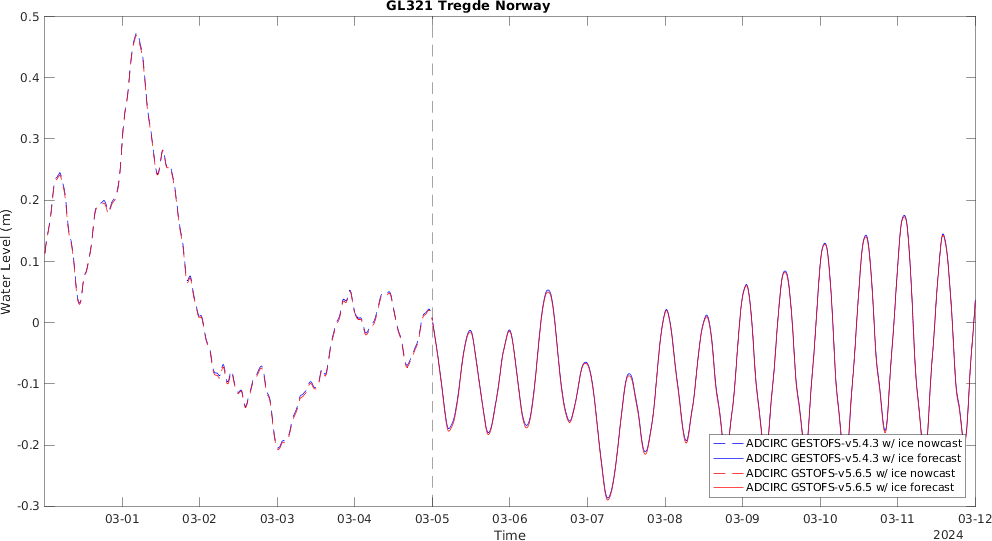 GL321 Tregde Norway
0.5
0.4
0.3
0.2
0.1
0
-0.1
-0.2
-0.3
Water Level (m)
ADCIRC GESTOFS-v5.4.3 w/ ice nowcast
ADCIRC GESTOFS-v5.4.3 w/ ice forecast
ADCIRC GSTOFS-v5.6.5 w/ ice nowcast
ADCIRC GSTOFS-v5.6.5 w/ ice forecast
03-01 03-02 03-03 03-04 03-05 03-06 03-07 03-08 03-09 03-10 03-11 03-12
Time
2024